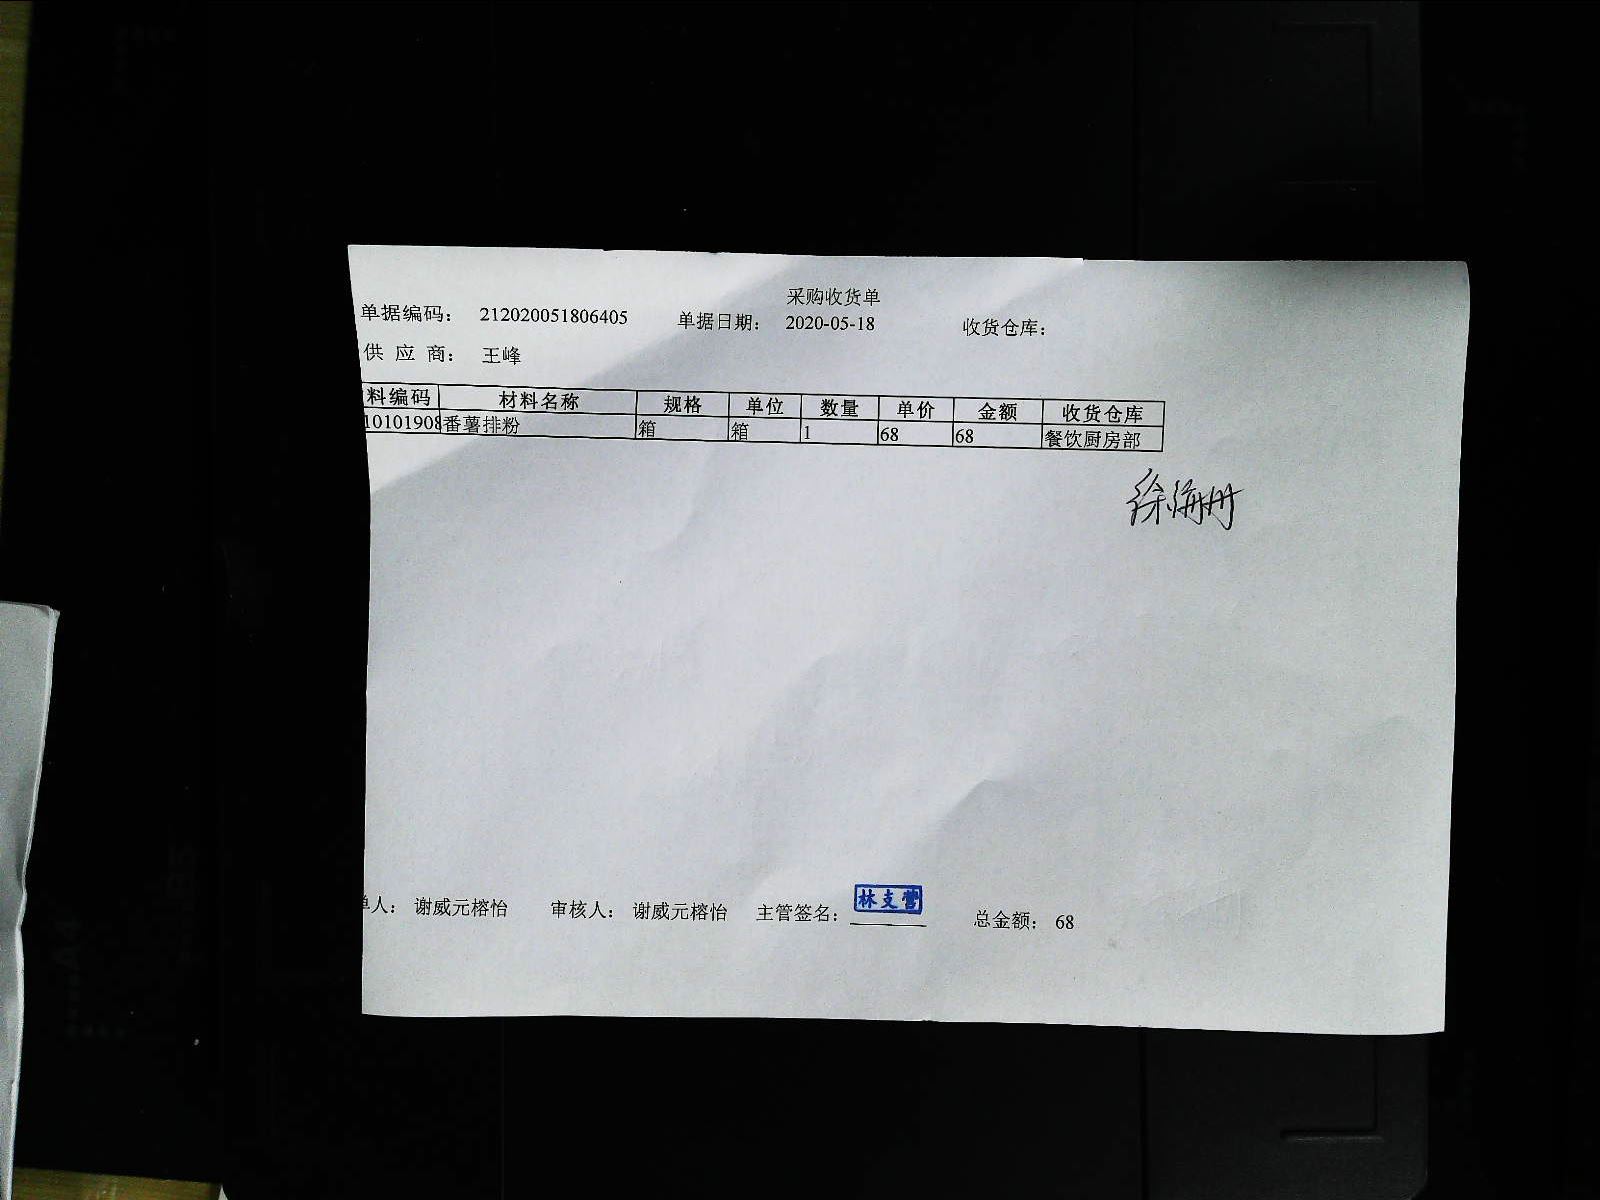 采购收货单
单据编码： 212020051806405 单据日期： 2020-05-18 收货仓库：
供 应 商： 王峰
料编码 材料名称 规格 单位 数量 单价 金额 收货仓库
10101908 番薯排粉 箱 箱 1 68 68 餐饮厨房部
徐海丹
单人： 谢威元榕怡 审核人： 谢威元榕怡 主管签名： 林支营 总金额： 68